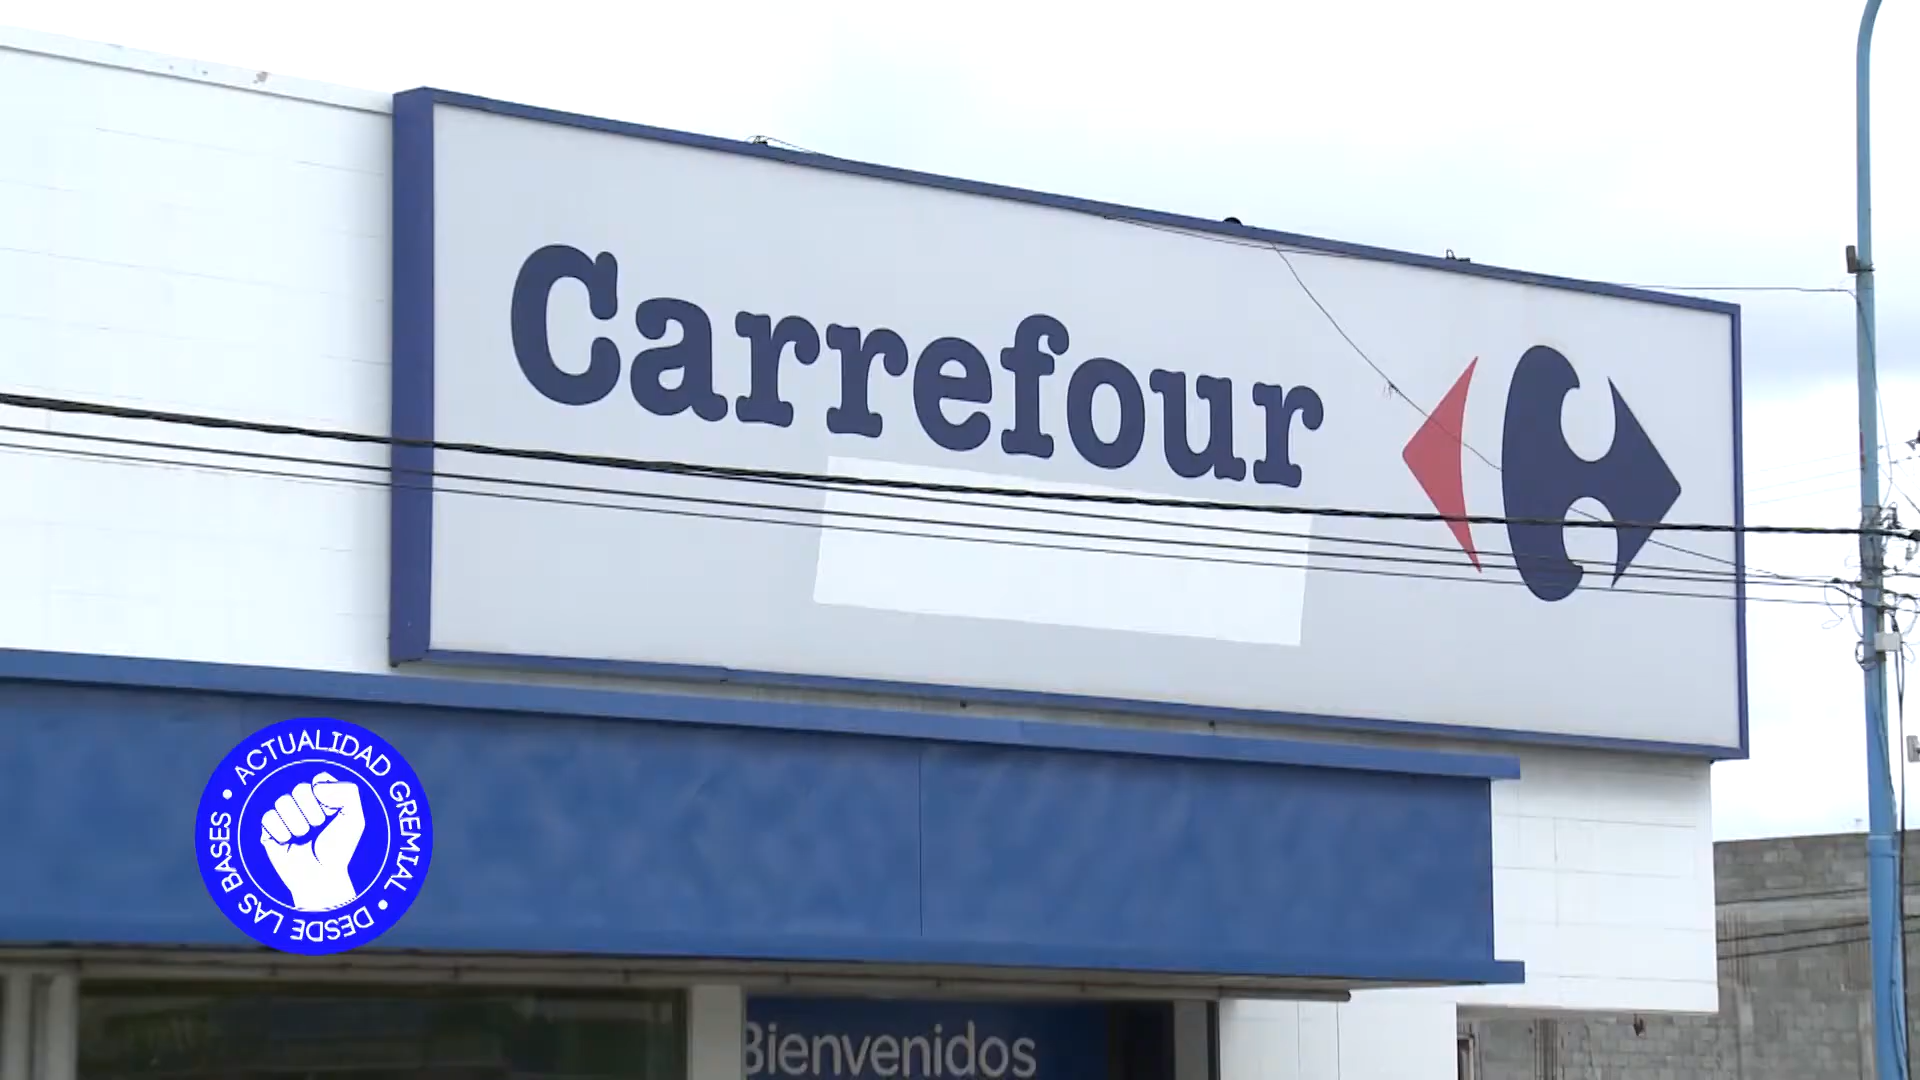 Carrefour
ACTUALIDAD GREMIAL • DESDE LAS BASES •
Bienvenidos